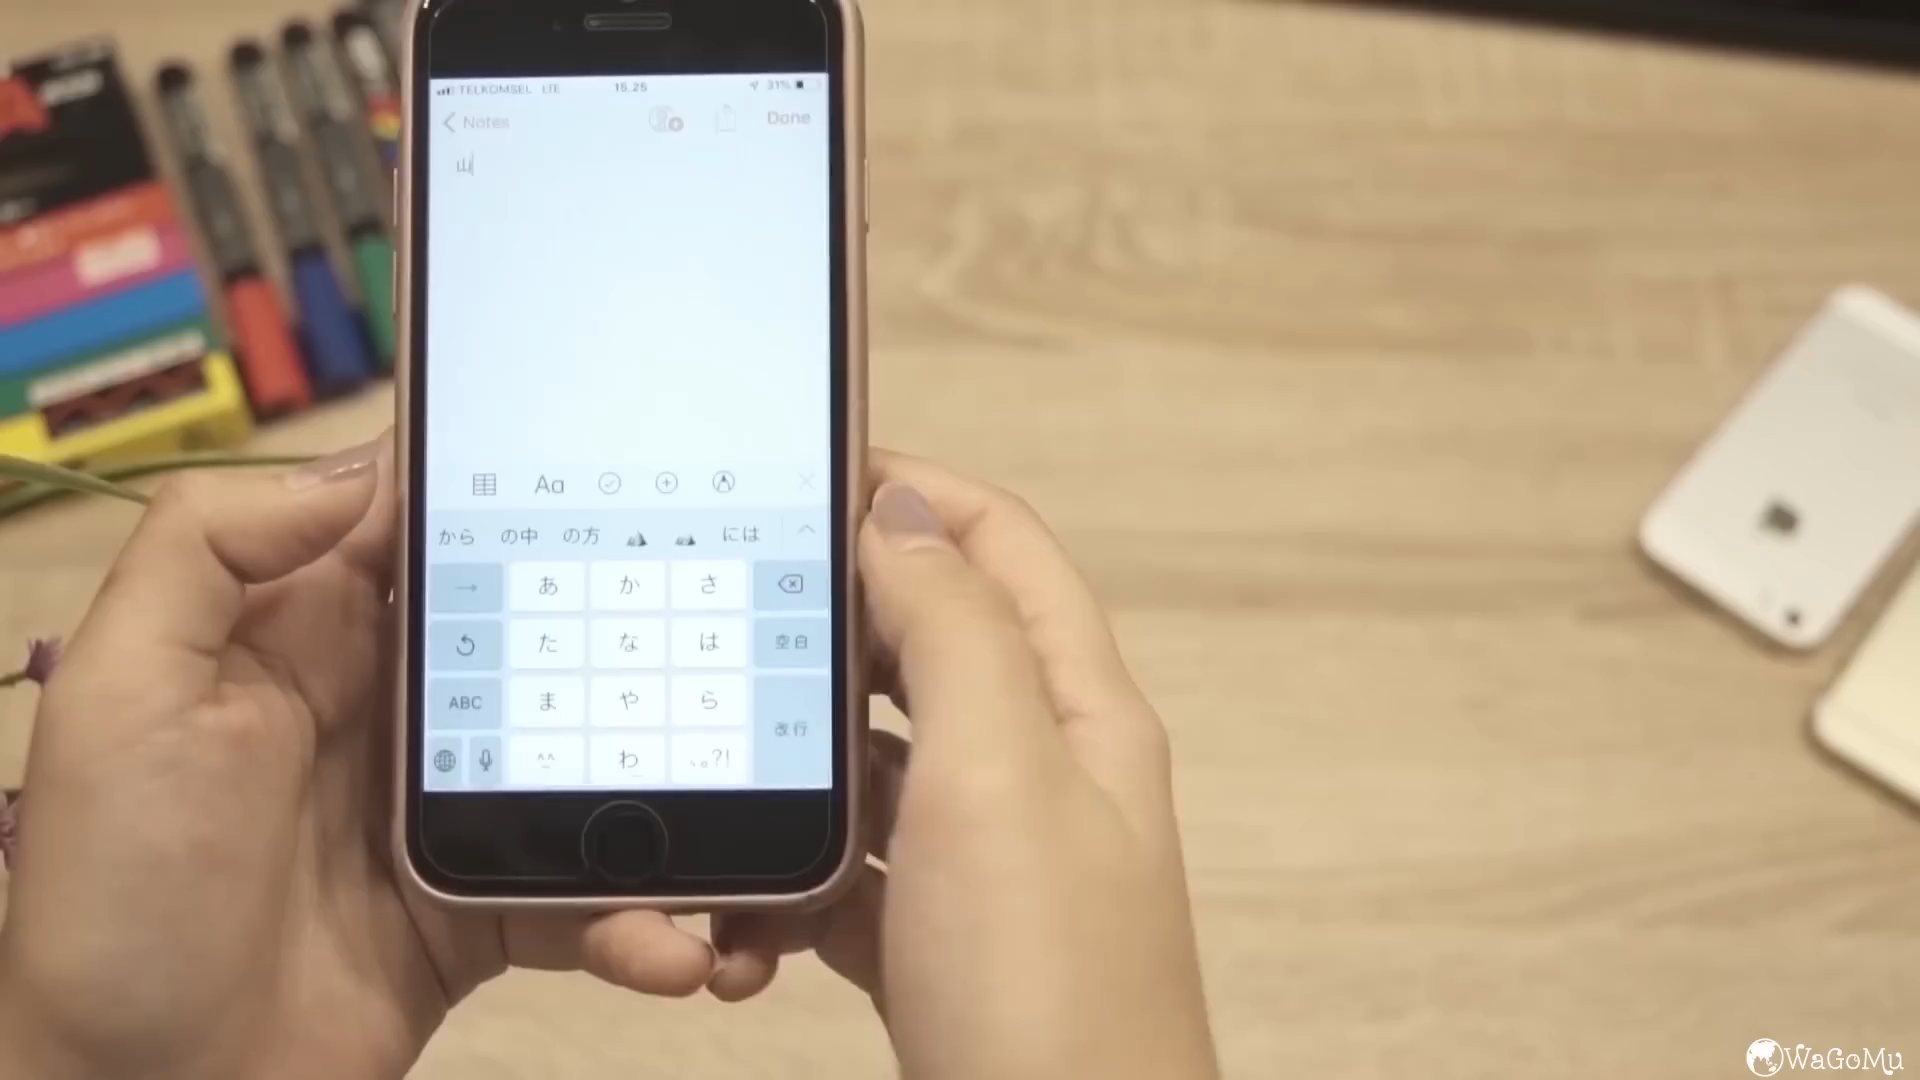 TELKOMSEL LTE 15.25 31%
Notes Done
山
Aa
から の中 の方 には
→ あ か さ
た な は 空白
ABC ま や ら
改行
^^ わ 、。?!
WaGoMu